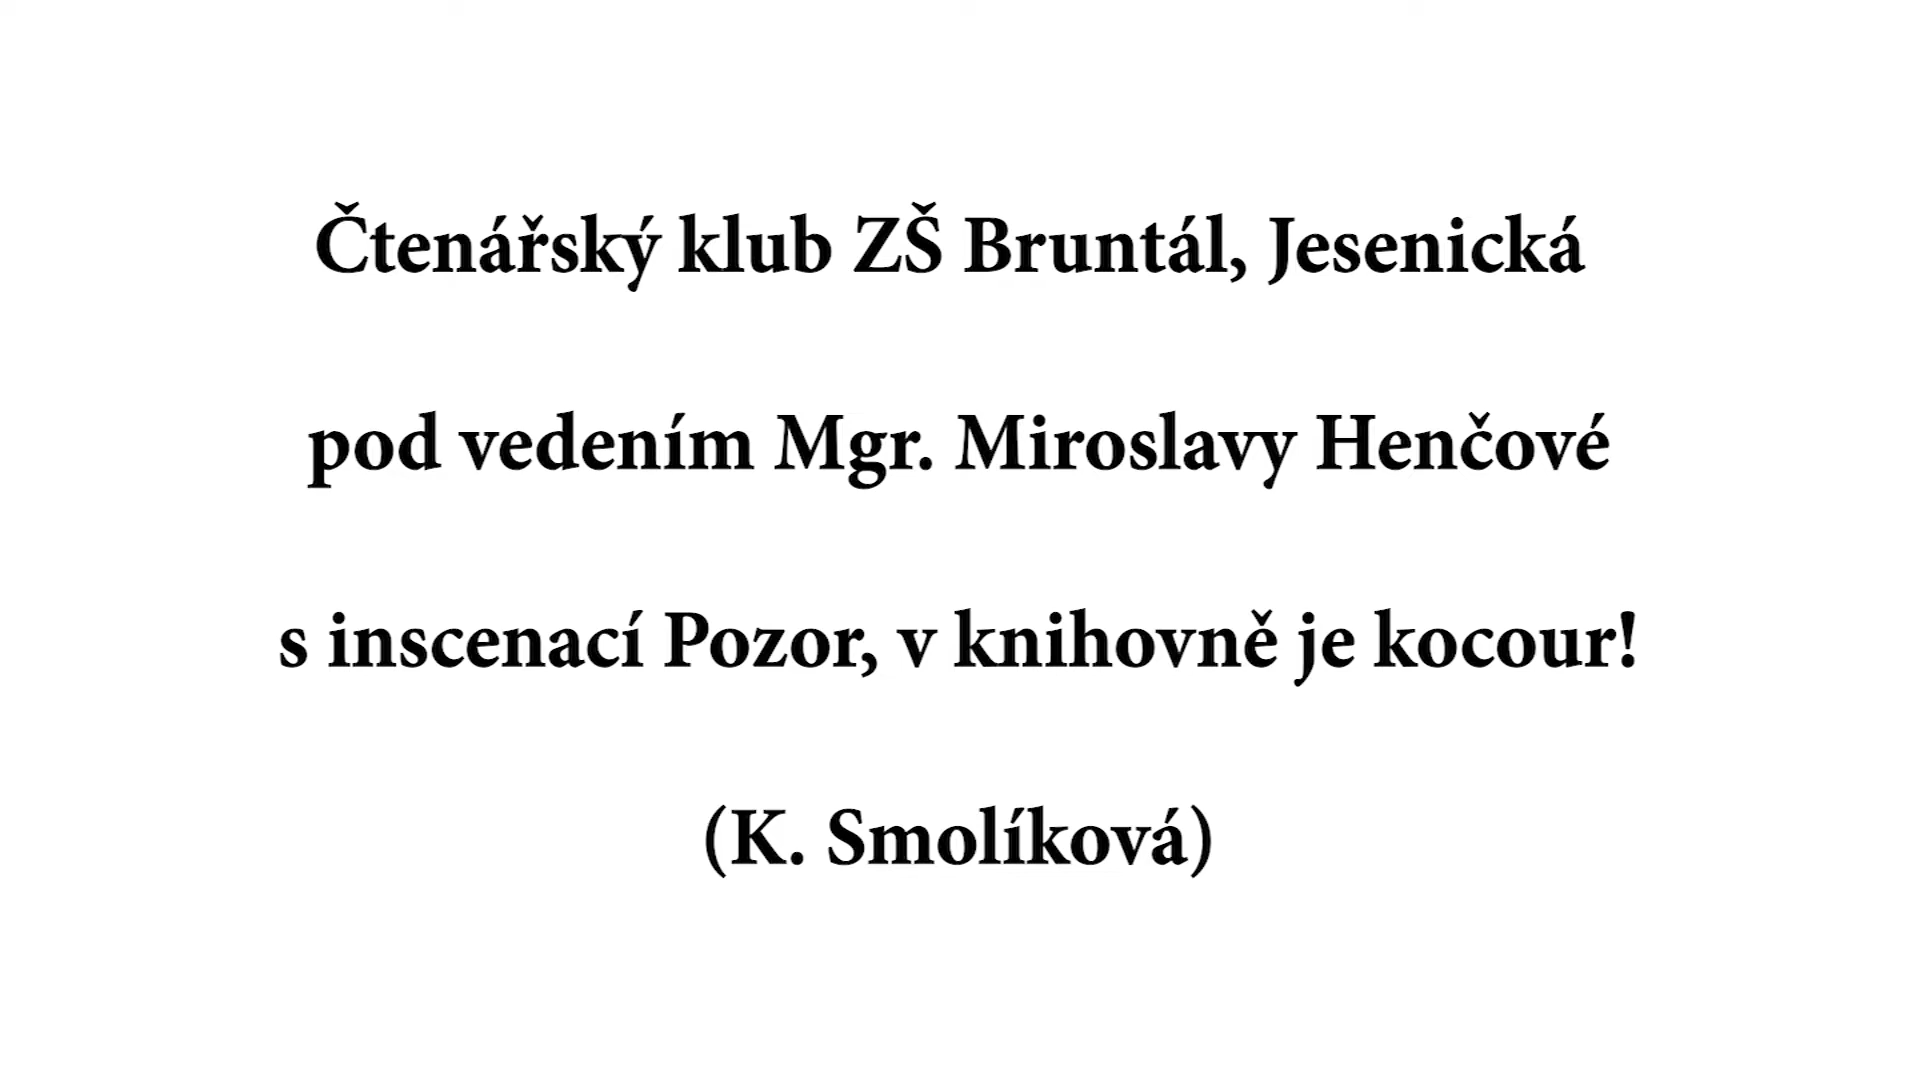 Čtenářský klub ZŠ Bruntál, Jesenická
pod vedením Mgr. Miroslavy Henčové
s inscenací Pozor, v knihovně je kocour!
(K. Smolíková)